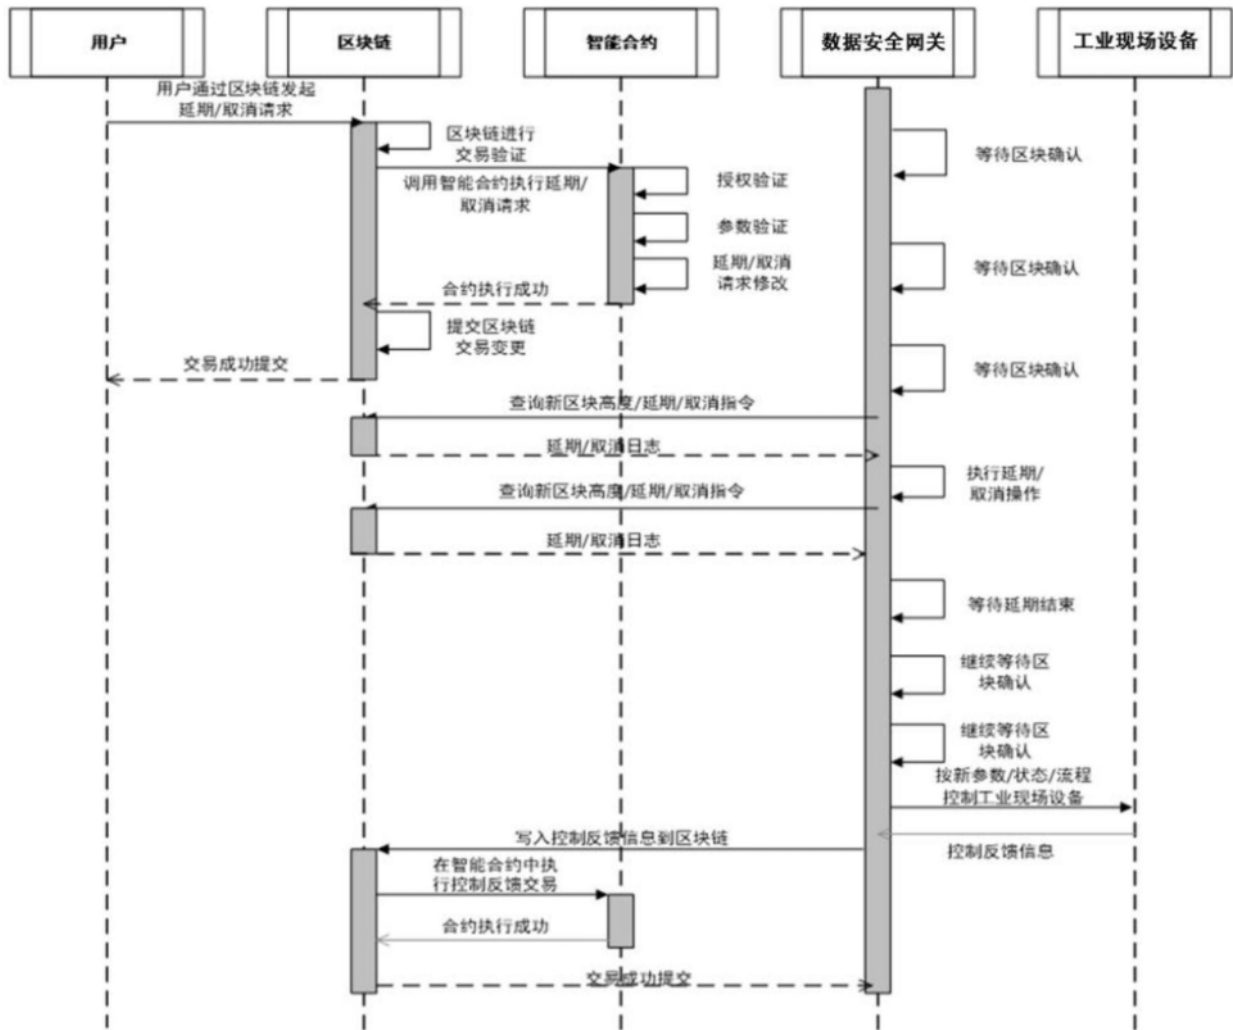 用户
区块链
智能合约
数据安全网关
工业现场设备
用户通过区块链发起
延期/取消请求
区块链进行
交易验证
等待区块确认
调用智能合约执行延期/
取消请求
授权验证
参数验证
延期/取消
请求修改
等待区块确认
合约执行成功
提交区块链
交易变更
交易成功提交
等待区块确认
查询新区块高度/延期/取消指令
延期/取消日志
执行延期/
取消操作
查询新区块高度/延期/取消指令
延期/取消日志
等待延期结束
继续等待区
块确认
继续等待区
块确认
按新参数/状态/流程
控制工业现场设备
控制反馈信息
写入控制反馈信息到区块链
在智能合约中执
行控制反馈交易
合约执行成功
交易成功提交